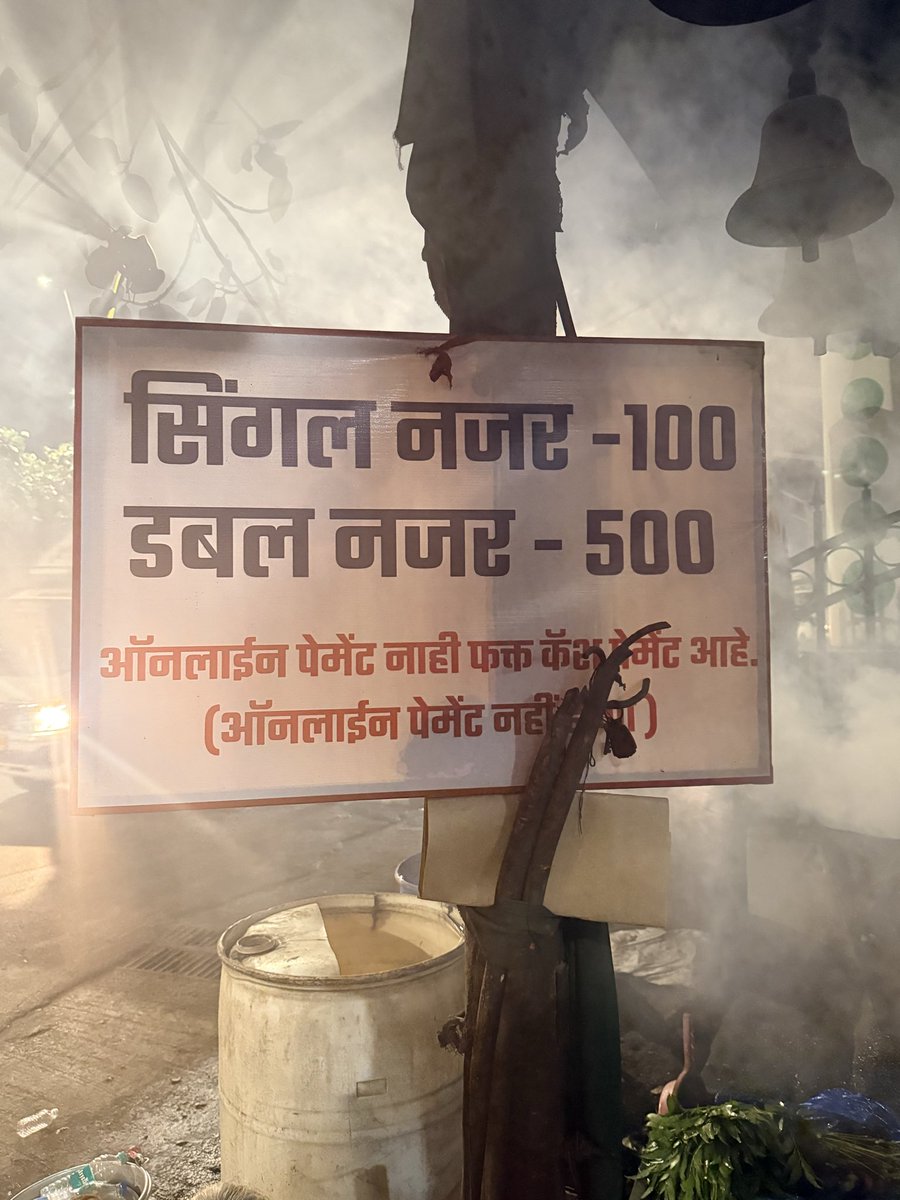 सिंगल नजर -100
डबल नजर - 500
ऑनलाईन पेमेंट नाही फक्त कॅश पेमेंट आहे.
(ऑनलाईन पेमेंट नहीं